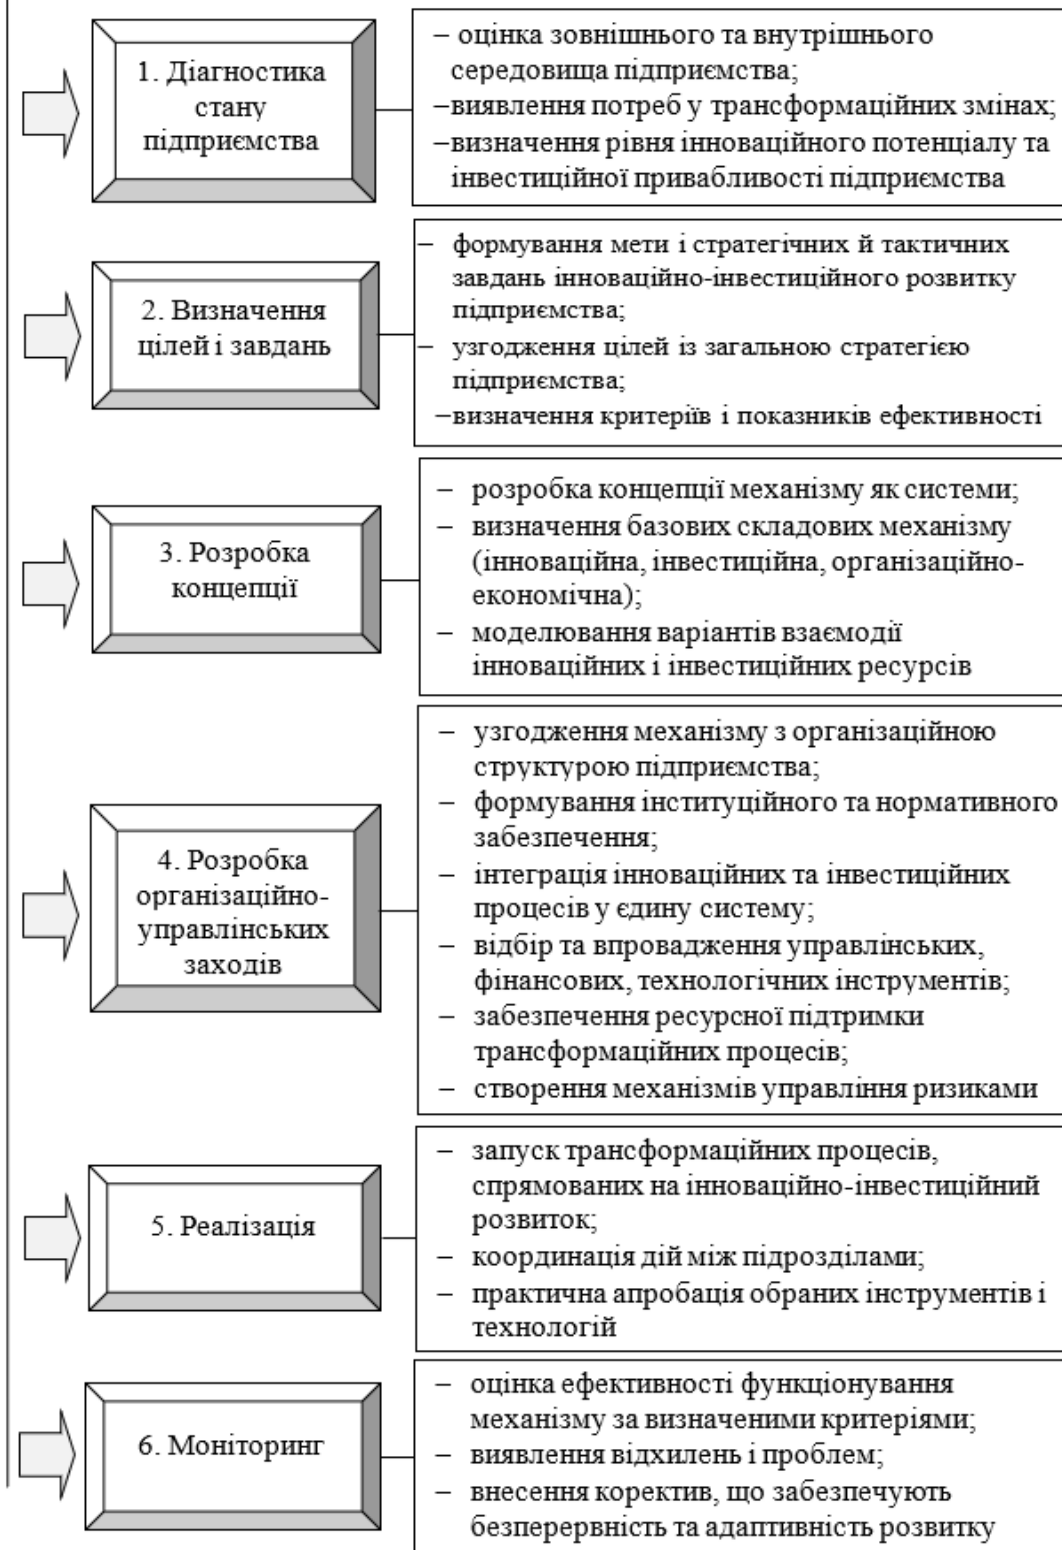 1. Діагностика
стану
підприємства
– оцінка зовнішнього та внутрішнього
середовища підприємства;
–виявлення потреб у трансформаційних змінах;
–визначення рівня інноваційного потенціалу та
інвестиційної привабливості підприємства
2. Визначення
цілей і завдань
– формування мети і стратегічних й тактичних
завдань інноваційно-інвестиційного розвитку
підприємства;
– узгодження цілей із загальною стратегією
підприємства;
–визначення критеріїв і показників ефективності
3. Розробка
концепції
– розробка концепції механізму як системи;
– визначення базових складових механізму
(інноваційна, інвестиційна, організаційно-
економічна);
– моделювання варіантів взаємодії
інноваційних і інвестиційних ресурсів
4. Розробка
організаційно-
управлінських
заходів
– узгодження механізму з організаційною
структурою підприємства;
– формування інституційного та нормативного
забезпечення;
– інтеграція інноваційних та інвестиційних
процесів у єдину систему;
– відбір та впровадження управлінських,
фінансових, технологічних інструментів;
– забезпечення ресурсної підтримки
трансформаційних процесів;
– створення механізмів управління ризиками
5. Реалізація
– запуск трансформаційних процесів,
спрямованих на інноваційно-інвестиційний
розвиток;
– координація дій між підрозділами;
– практична апробація обраних інструментів і
технологій
6. Моніторинг
– оцінка ефективності функціонування
механізму за визначеними критеріями;
– виявлення відхилень і проблем;
– внесення коректив, що забезпечують
безперервність та адаптивність розвитку